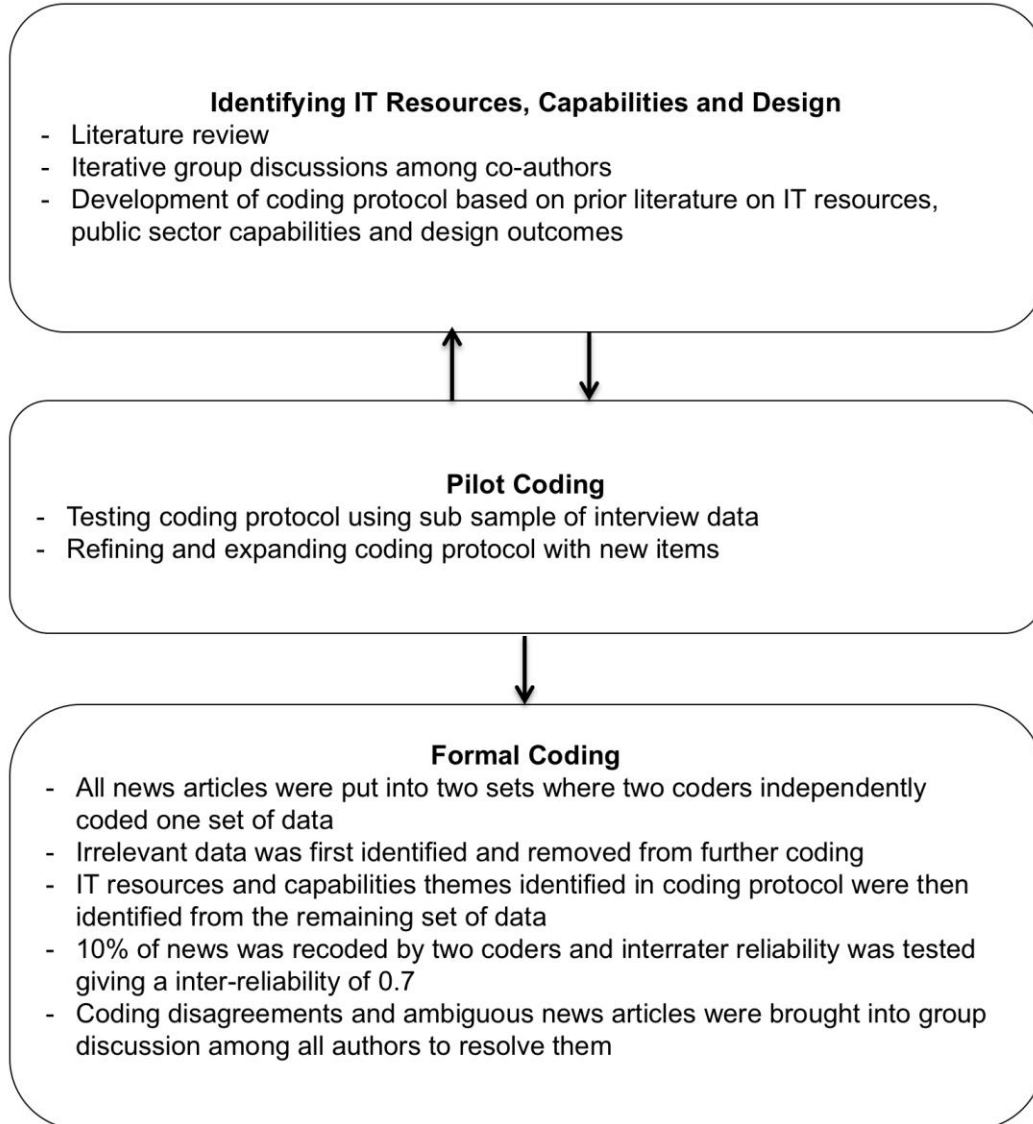 Identifying IT Resources, Capabilities and Design
- Literature review
- Iterative group discussions among co-authors
- Development of coding protocol based on prior literature on IT resources,
public sector capabilities and design outcomes
Pilot Coding
- Testing coding protocol using sub sample of interview data
- Refining and expanding coding protocol with new items
Formal Coding
- All news articles were put into two sets where two coders independently
coded one set of data
- Irrelevant data was first identified and removed from further coding
- IT resources and capabilities themes identified in coding protocol were then
identified from the remaining set of data
- 10% of news was recoded by two coders and interrater reliability was tested
giving a inter-reliability of 0.7
- Coding disagreements and ambiguous news articles were brought into group
discussion among all authors to resolve them